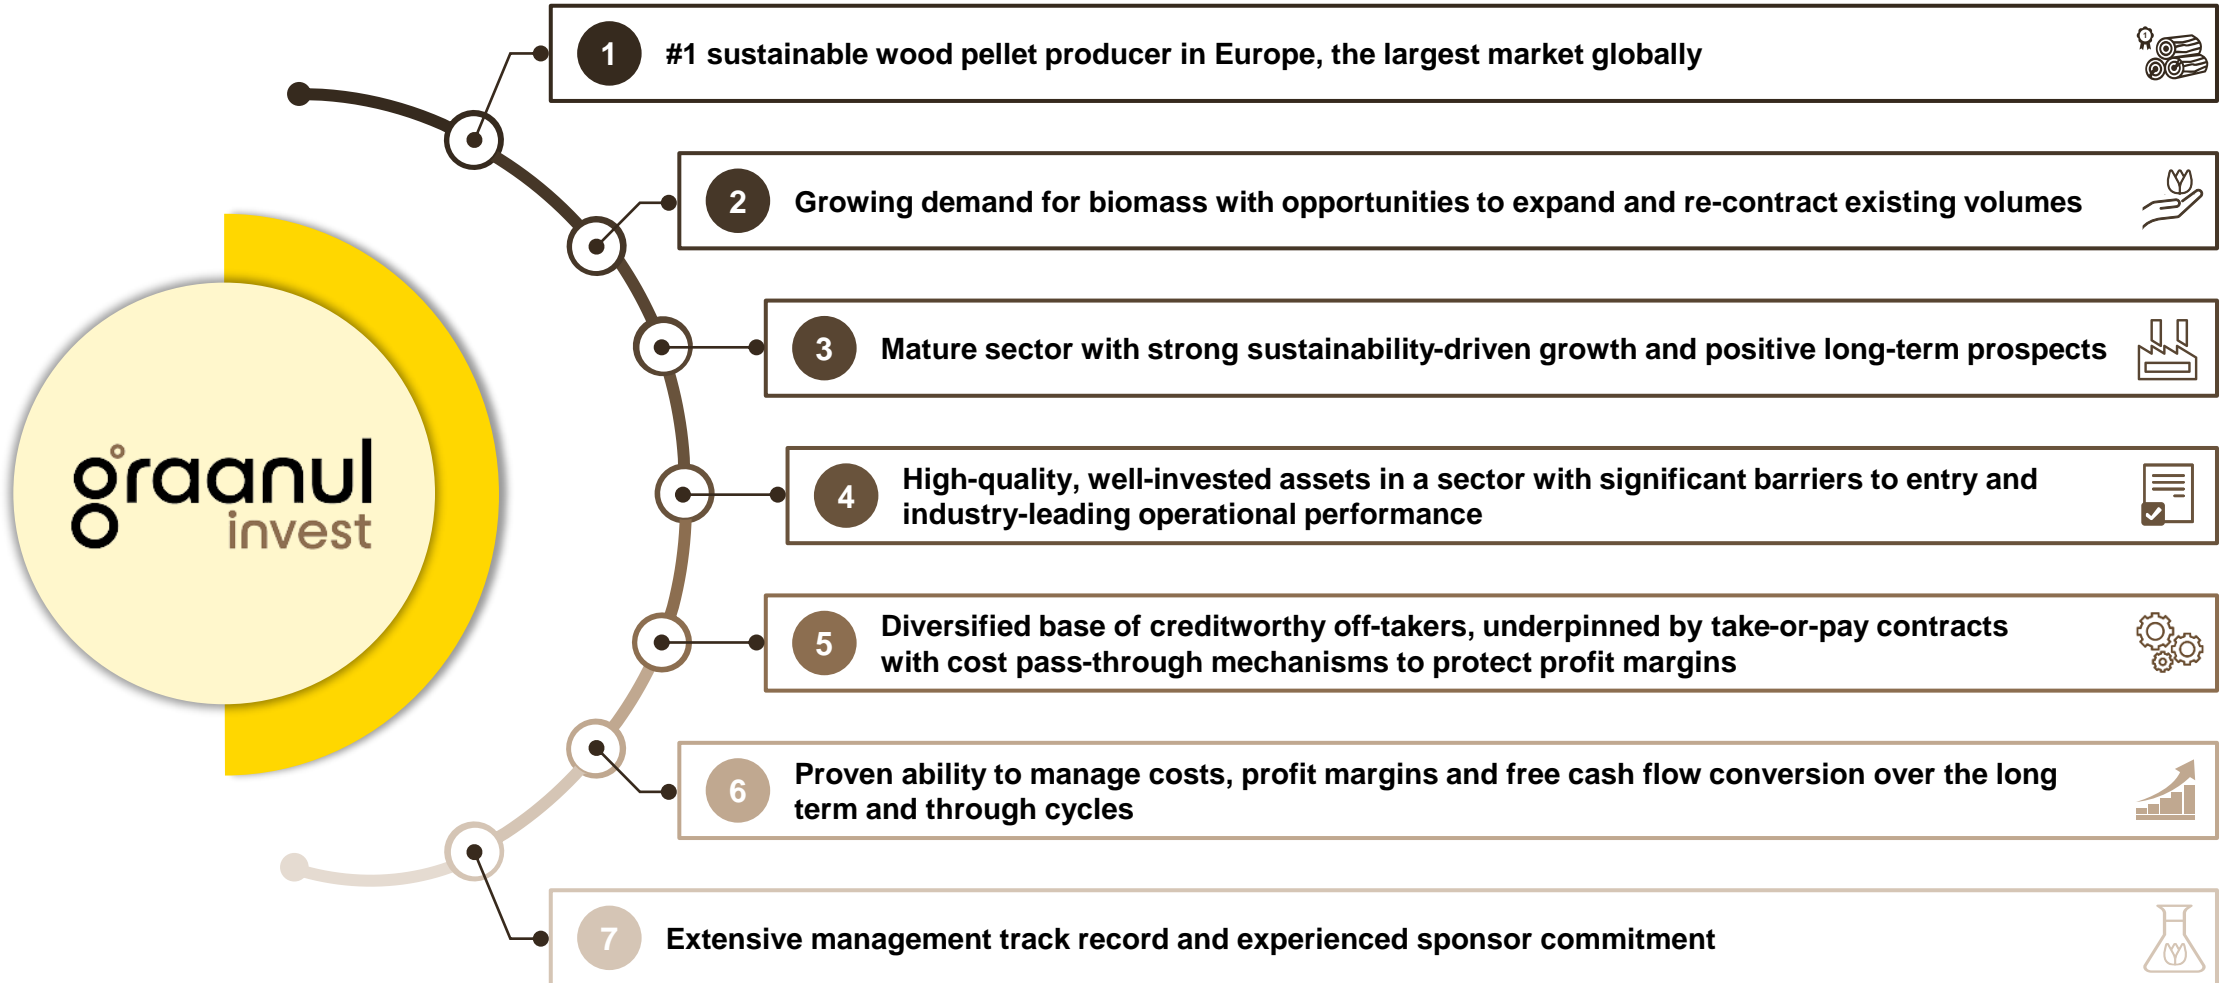 graanul
invest
1
#1 sustainable wood pellet producer in Europe, the largest market globally
2
Growing demand for biomass with opportunities to expand and re-contract existing volumes
3
Mature sector with strong sustainability-driven growth and positive long-term prospects
4
High-quality, well-invested assets in a sector with significant barriers to entry and
industry-leading operational performance
5
Diversified base of creditworthy off-takers, underpinned by take-or-pay contracts
with cost pass-through mechanisms to protect profit margins
6
Proven ability to manage costs, profit margins and free cash flow conversion over the long
term and through cycles
7
Extensive management track record and experienced sponsor commitment